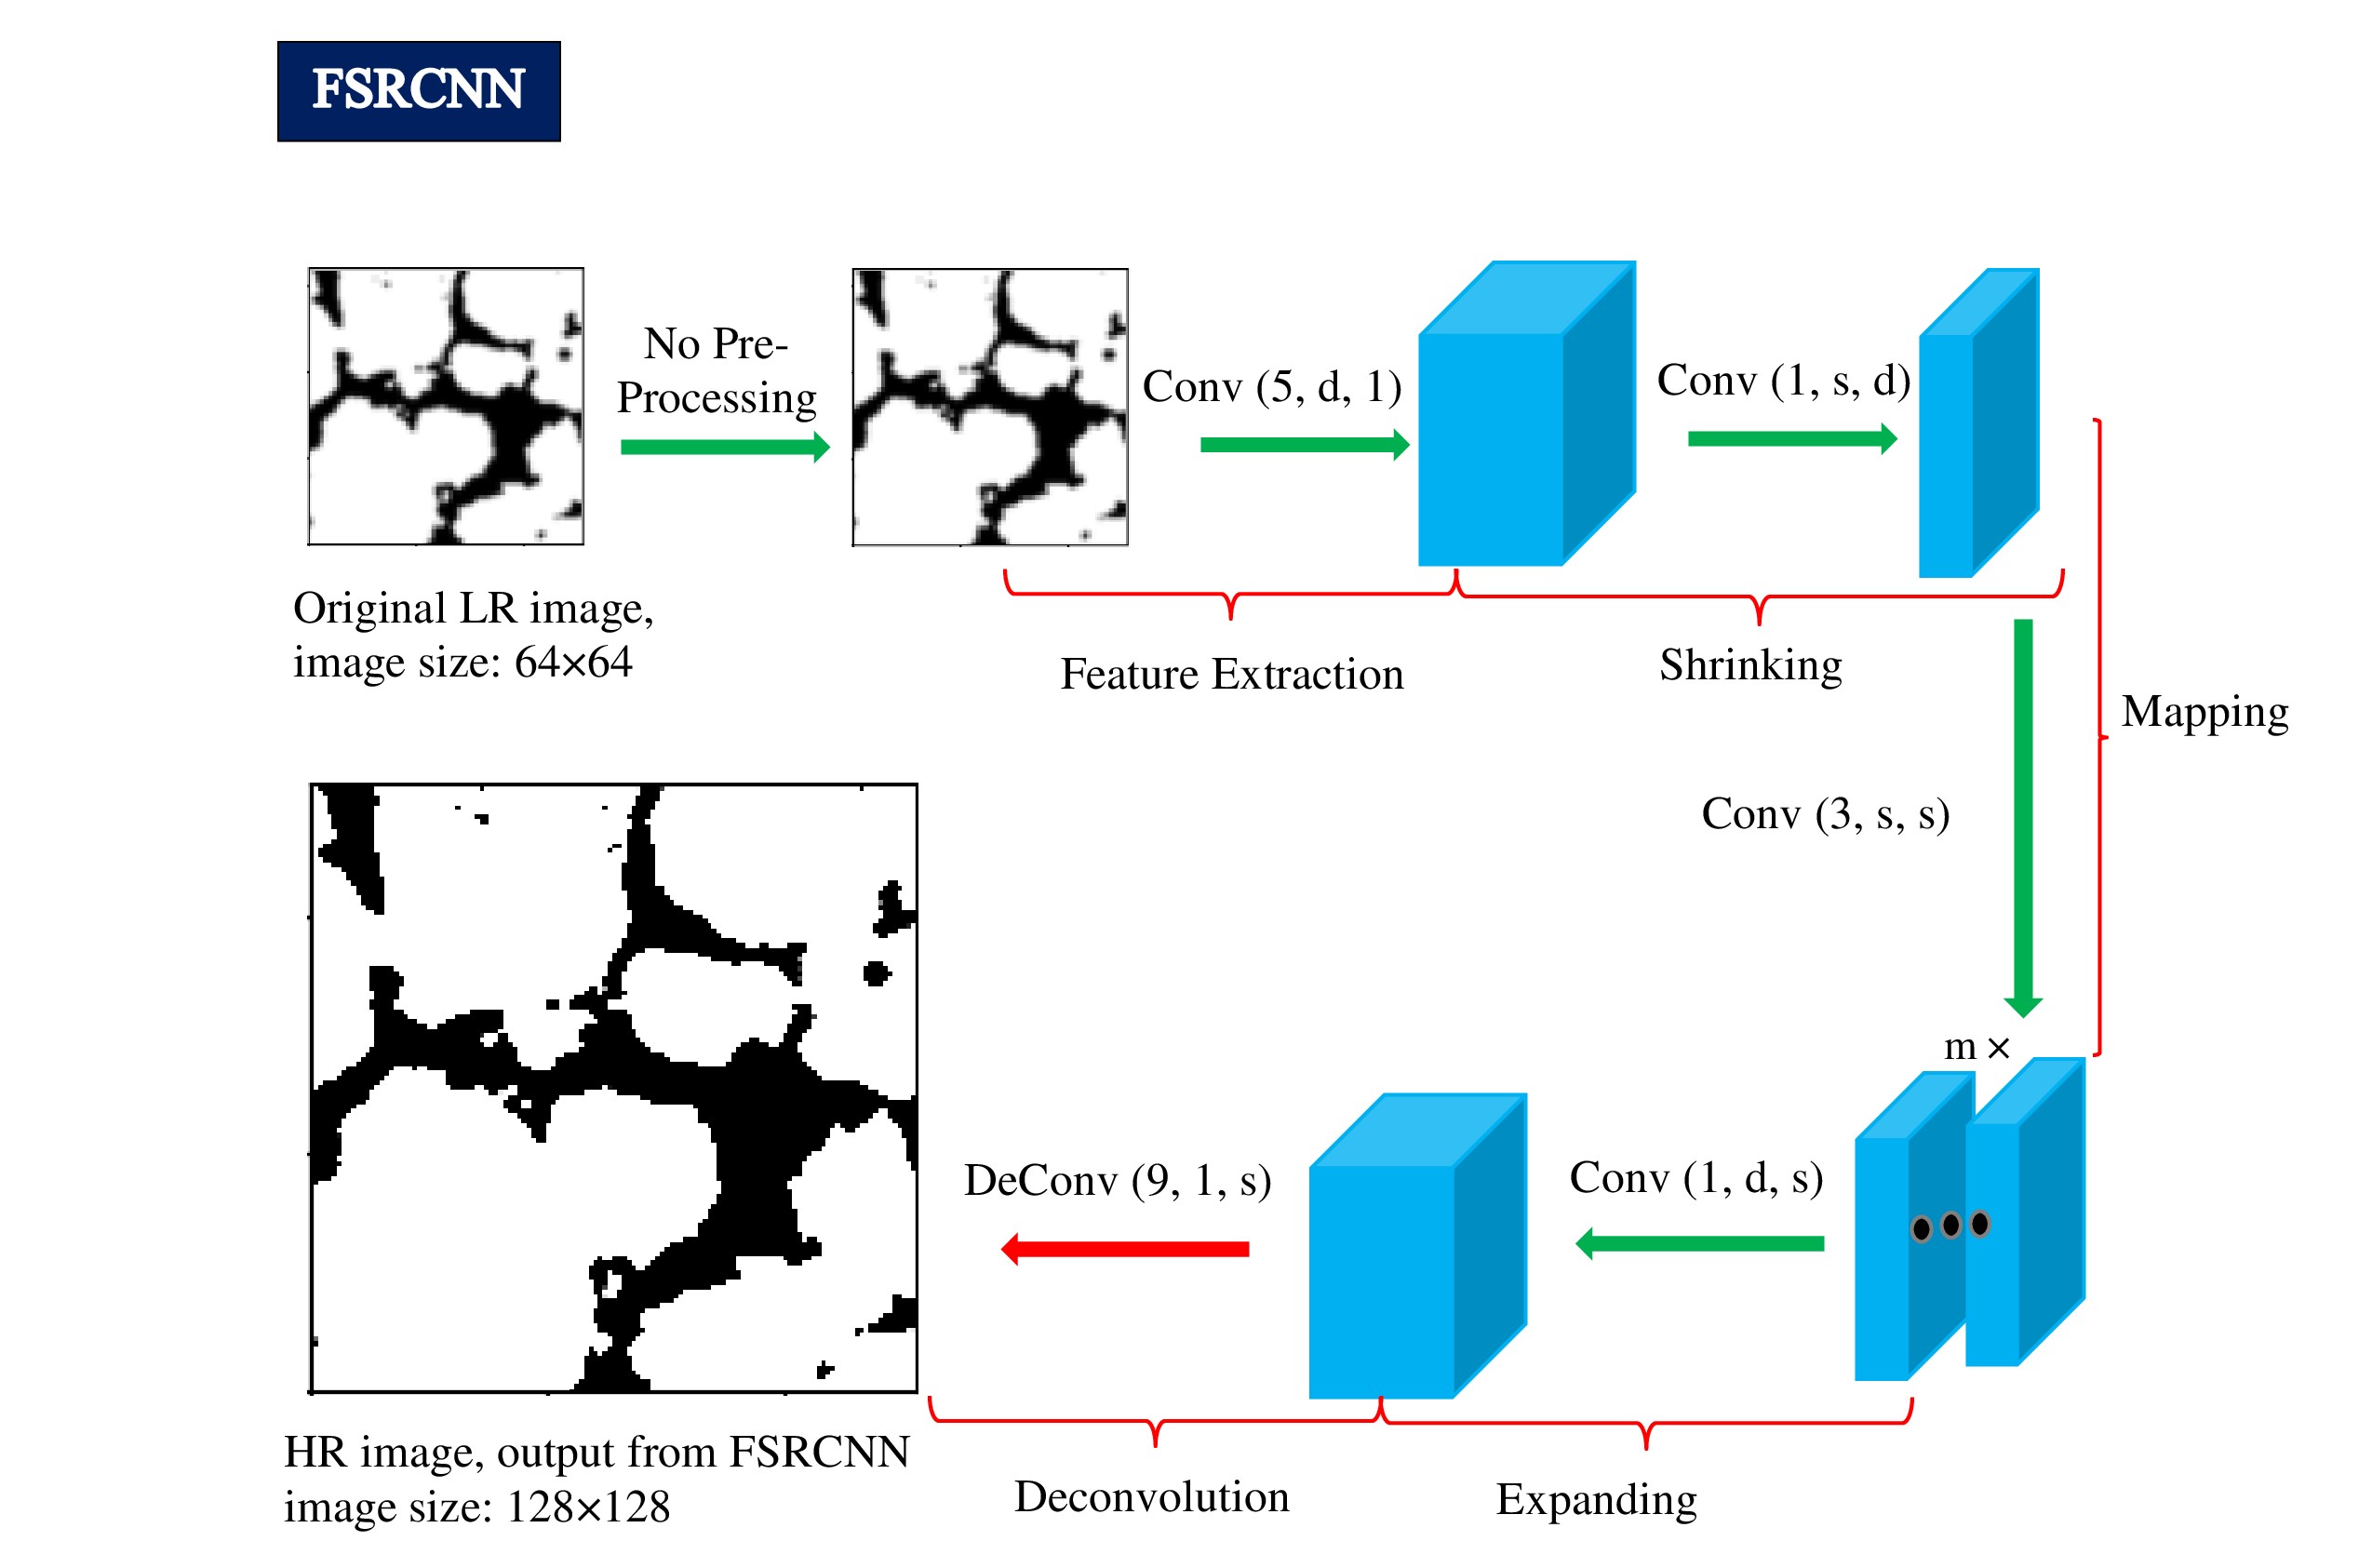 FSRCNN
No Pre-
Processing
Conv (5, d, 1)
Conv (1, s, d)
Original LR image,
image size: 64×64
Feature Extraction
Shrinking
Mapping
Conv (3, s, s)
m ×
DeConv (9, 1, s)
Conv (1, d, s)
HR image, output from FSRCNN
image size: 128×128
Deconvolution
Expanding